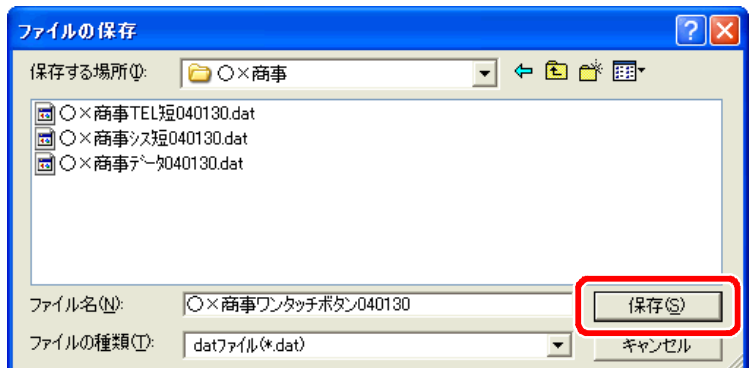 ファイルの保存
保存する場所(I): ○×商事
○×商事TEL短040130.dat
○×商事ｼｽ短040130.dat
○×商事ﾃﾞｰﾀ040130.dat
ファイル名(N): ○×商事ワンタッチボタン040130 保存(S)
ファイルの種類(T): datﾌｧｲﾙ(*.dat) キャンセル